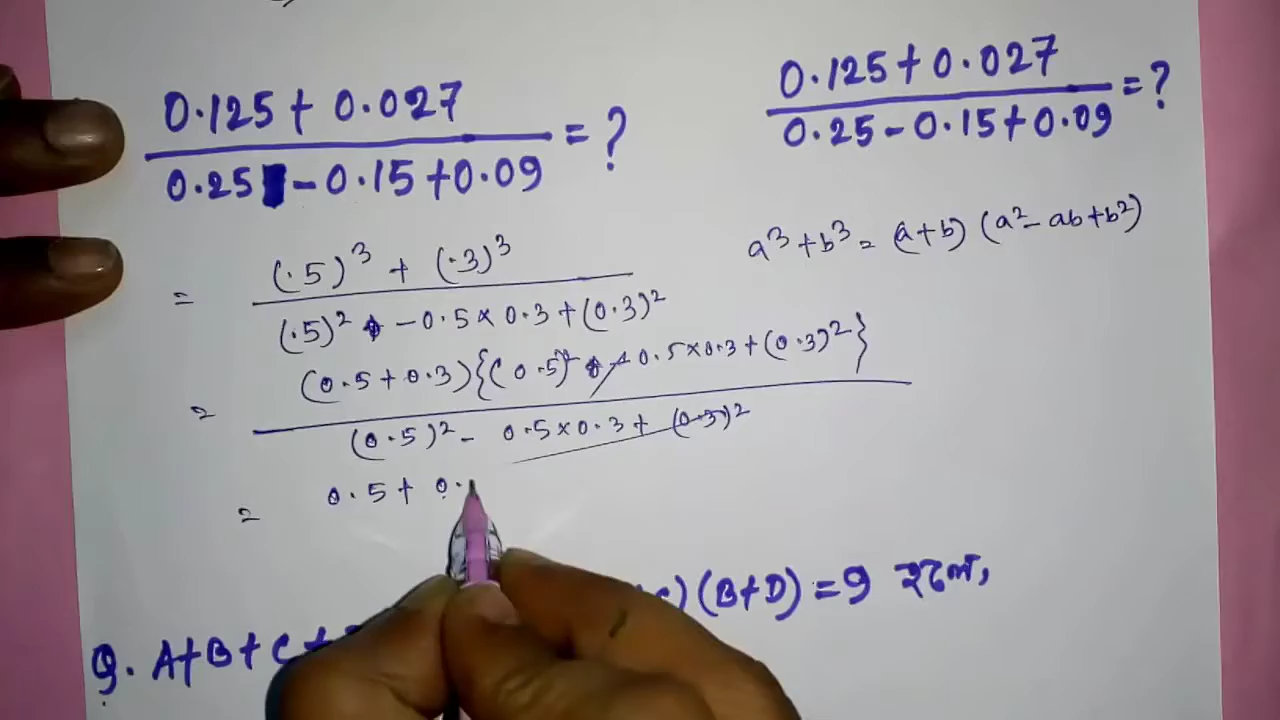 0.125 + 0.027
0.25 - 0.15 + 0.09 = ?
0.125 + 0.027
0.25 - 0.15 + 0.09 = ?
a³ + b³ = (a+b) (a² - ab + b²)
= (.5)³ + (.3)³
(.5)² - 0.5 × 0.3 + (0.3)²
= (0.5 + 0.3) {(0.5)² - 0.5 × 0.3 + (0.3)²}
(0.5)² - 0.5 × 0.3 + (0.3)²
= 0.5 + 0.
Q. A+B+C+ ) (B+D) = 9 হলে,